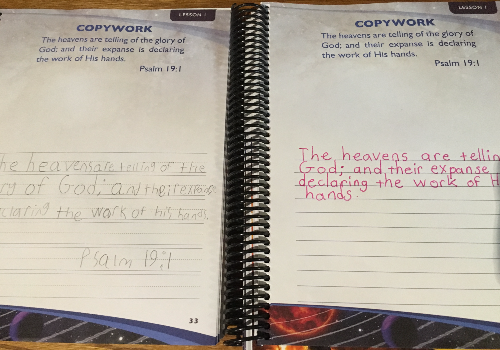 LESSON 1
COPYWORK
The heavens are telling of the glory of
God; and their expanse is declaring
the work of His hands.
Psalm 19:1
he heavens are telling of the
ry of God; and their expanse
claring the work of his hands.
Psalm 19:1
33
LESSON 1
COPYWORK
The heavens are telling of the glory of
God; and their expanse is declaring
the work of His hands.
Psalm 19:1
The heavens are tellin
God; and their expanse
declaring the work of H
hands.